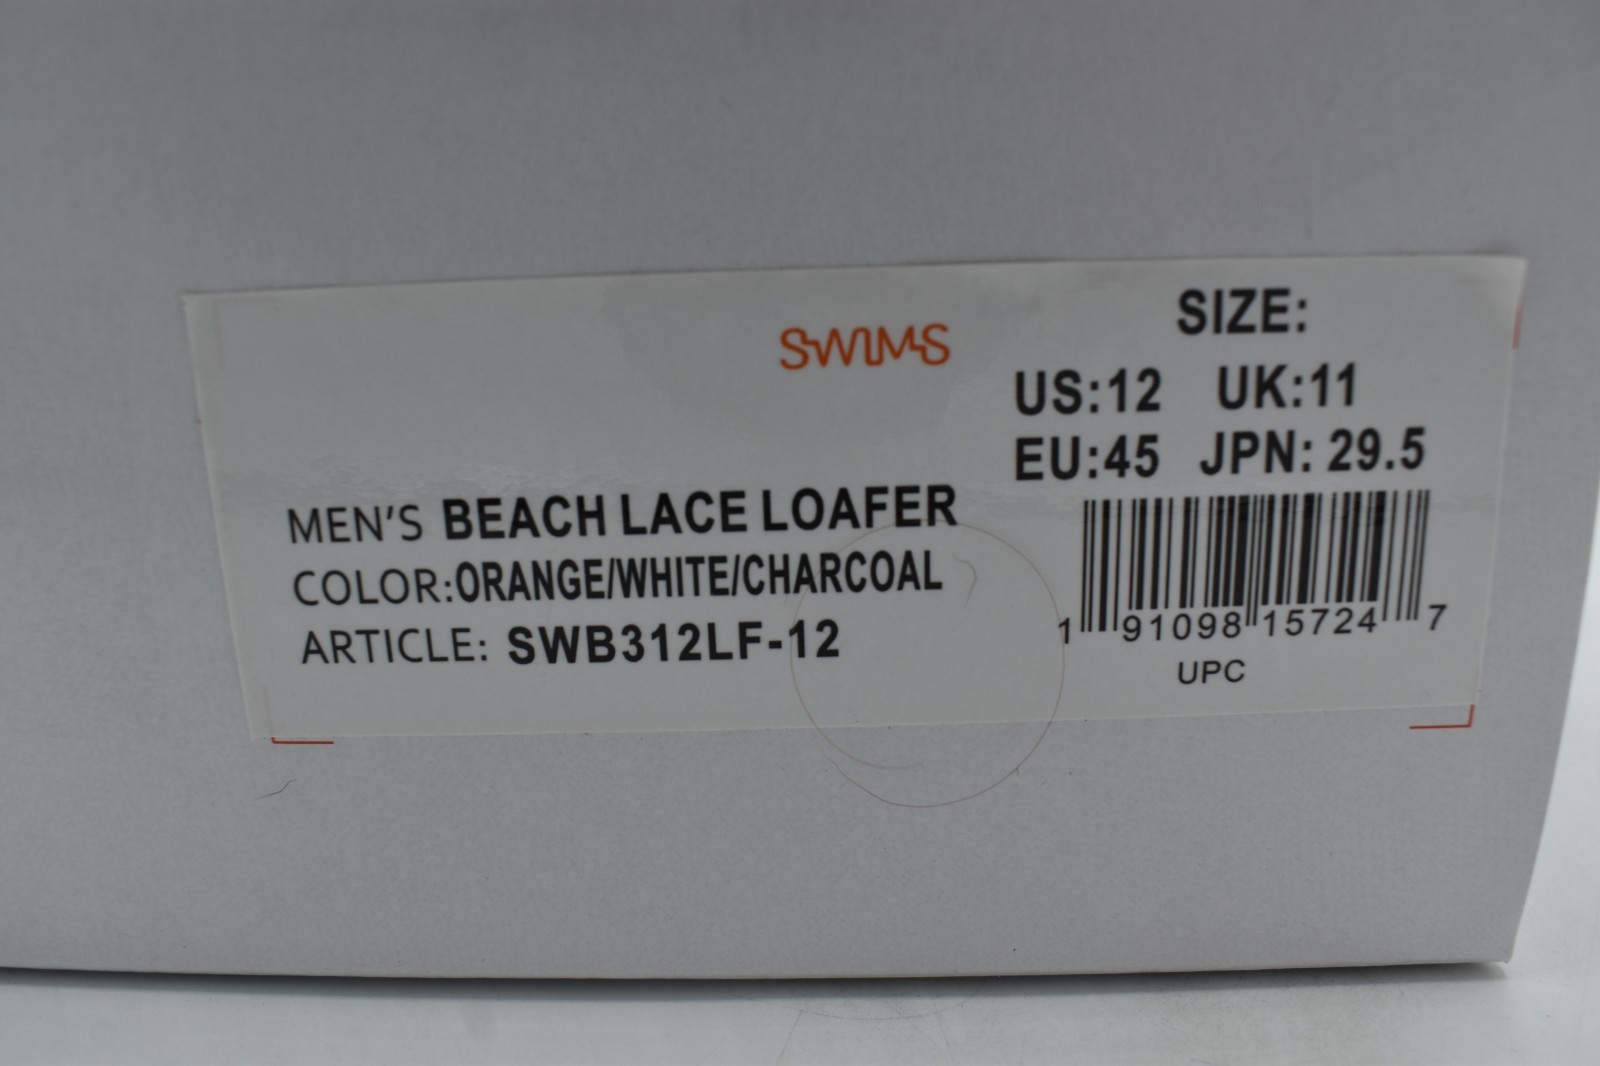 SWIMS
SIZE:
US:12 UK:11
EU:45 JPN: 29.5
MEN'S BEACH LACE LOAFER
COLOR:ORANGE/WHITE/CHARCOAL
ARTICLE: SWB312LF-12
1 91098 15724 7
UPC